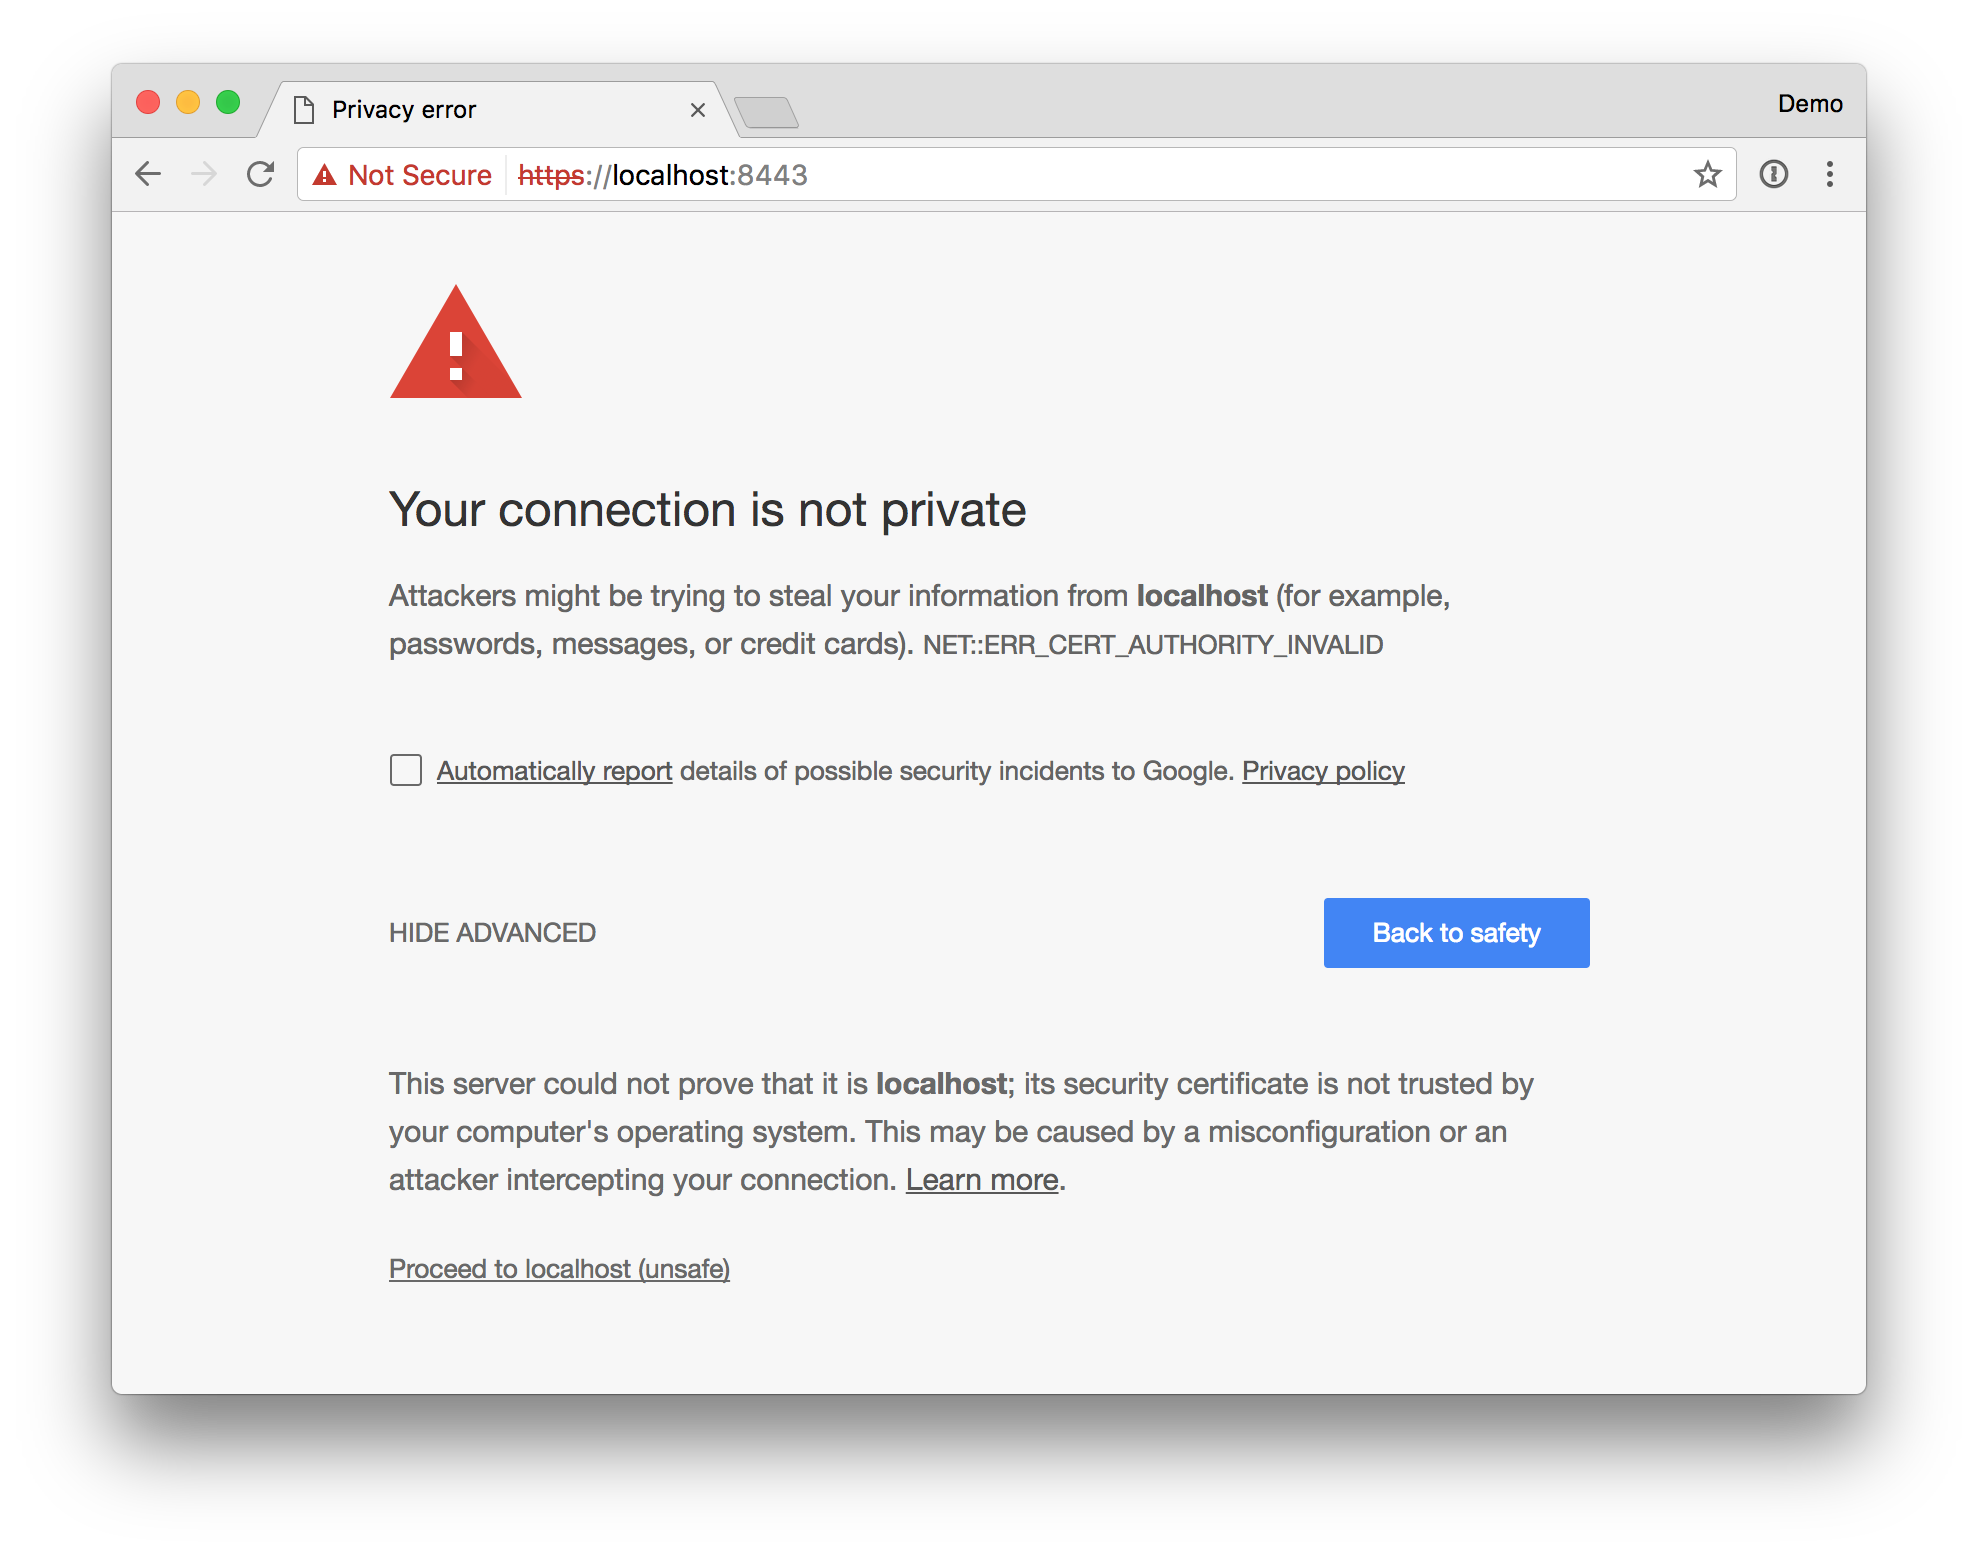 Privacy error
Demo
Not Secure https://localhost:8443
Your connection is not private
Attackers might be trying to steal your information from localhost (for example,
passwords, messages, or credit cards). NET::ERR_CERT_AUTHORITY_INVALID
Automatically report details of possible security incidents to Google. Privacy policy
HIDE ADVANCED
Back to safety
This server could not prove that it is localhost; its security certificate is not trusted by
your computer's operating system. This may be caused by a misconfiguration or an
attacker intercepting your connection. Learn more.
Proceed to localhost (unsafe)